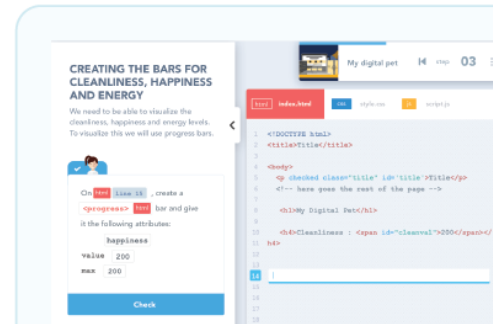 CREATING THE BARS FOR
CLEANLINESS, HAPPINESS
AND ENERGY
We need to be able to visualize the
cleanliness, happiness and energy levels.
To visualize this we will use progress bars.
On html Line 15 , create a
<progress> html bar and give
it the following attributes:
happiness
value 200
max 200
Check
My digital pet step 03
html index.html css style.css js script.js
1 <!DOCTYPE html>
2 <title>Title</title>
3
4 <body>
5 <p checked class="title" id='title'>Title</p>
6 <!-- here goes the rest of the page -->
7
8 <h1>My Digital Pet</h1>
9
10 <h4>Cleanliness : <span id="cleanval">200</span></
11 h4>
12
13
14
15
16
17
18